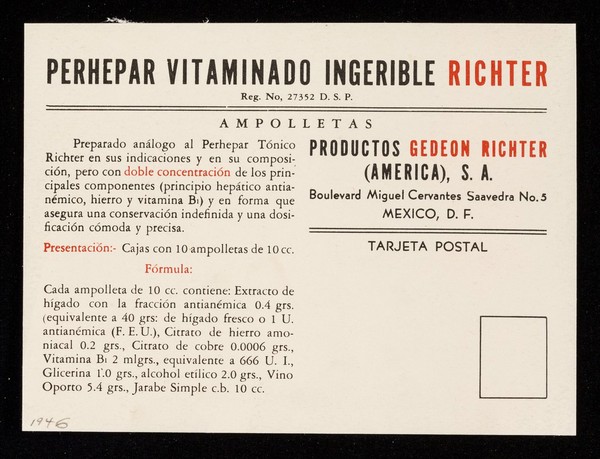 PERHEPAR VITAMINADO INGERIBLE RICHTER
Reg. No, 27352 D. S. P.
AMPOLLETAS
Preparado análogo al Perhepar Tónico
Richter en sus indicaciones y en su composi-
ción, pero con doble concentración de los prin-
cipales componentes (principio hepático antia-
némico, hierro y vitamina B1) y en forma que
asegura una conservación indefinida y una dosi-
ficación cómoda y precisa.
Presentación:- Cajas con 10 ampolletas de 10 cc.
Fórmula:
Cada ampolleta de 10 cc. contiene: Extracto de
hígado con la fracción antianémica 0.4 grs.
(equivalente a 40 grs: de hígado fresco o 1 U.
antianémica (F. E. U.), Citrato de hierro amo-
niacal 0.2 grs., Citrato de cobre 0.0006 grs.,
Vitamina B1 2 mlgrs., equivalente a 666 U. I.,
Glicerina 1.0 grs., alcohol etílico 2.0 grs., Vino
Oporto 5.4 grs., Jarabe Simple c.b. 10 cc.
PRODUCTOS GEDEON RICHTER
(AMERICA), S. A.
Boulevard Miguel Cervantes Saavedra No. 5
MEXICO, D. F.
TARJETA POSTAL
1946